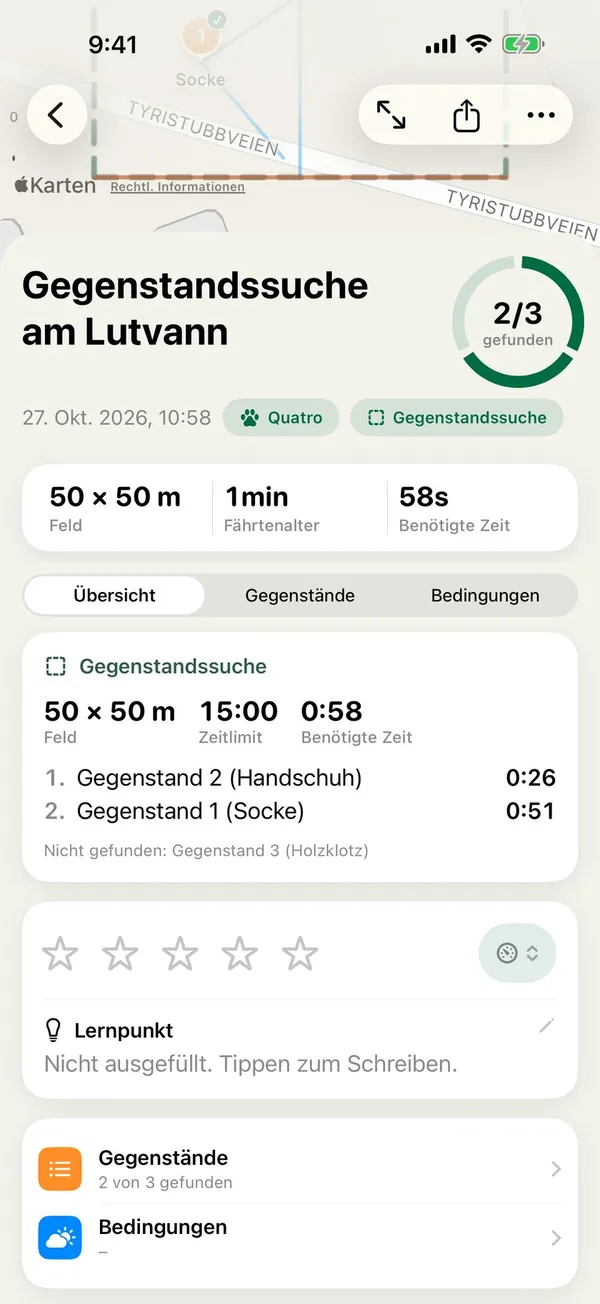 9:41
1
Socke
TYRISTUBBVEIEN
0
Karten Rechtl. Informationen
TYRISTUBBVEIEN
Gegenstandssuche
am Lutvann
2/3
gefunden
27. Okt. 2026, 10:58 Quatro Gegenstandssuche
50 × 50 m 1min 58s
Feld Fährtenalter Benötigte Zeit
Übersicht Gegenstände Bedingungen
Gegenstandssuche
50 × 50 m 15:00 0:58
Feld Zeitlimit Benötigte Zeit
1. Gegenstand 2 (Handschuh) 0:26
2. Gegenstand 1 (Socke) 0:51
Nicht gefunden: Gegenstand 3 (Holzklotz)
Lernpunkt
Nicht ausgefüllt. Tippen zum Schreiben.
Gegenstände
2 von 3 gefunden
Bedingungen
–